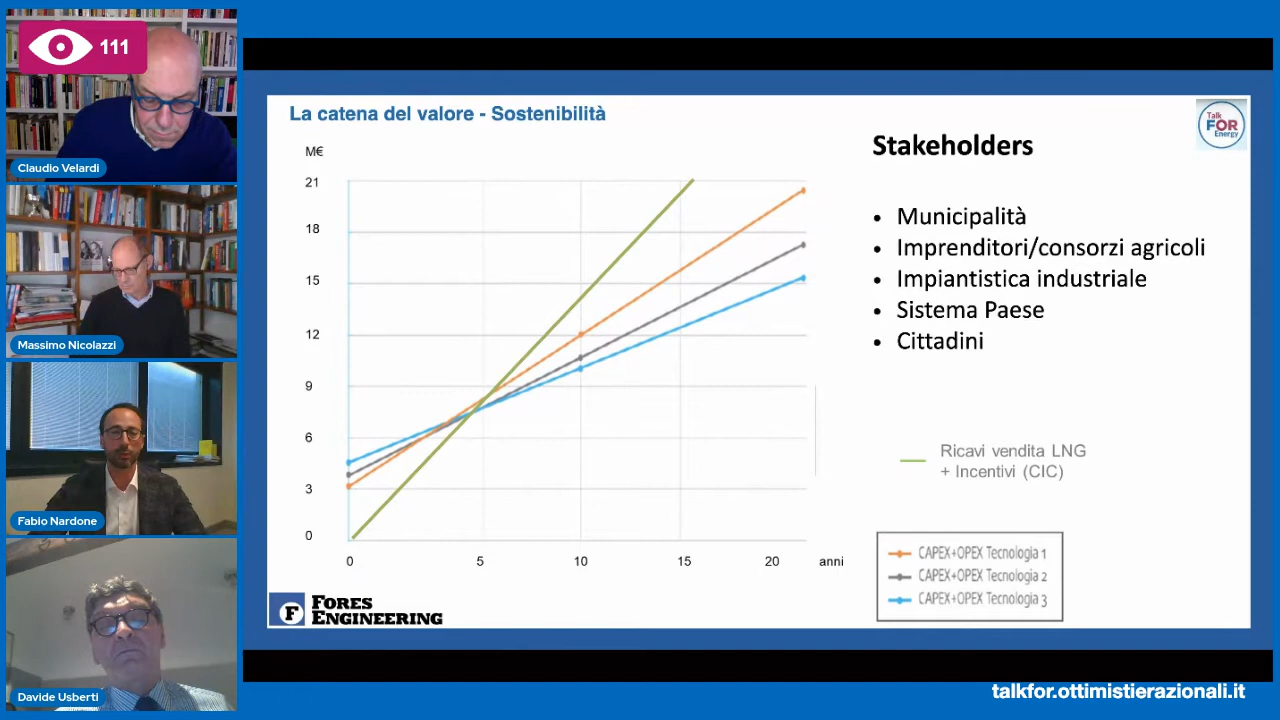 111
Claudio Velardi
Massimo Nicolazzi
Fabio Nardone
Davide Usberti
La catena del valore - Sostenibilità
M€
21
18
15
12
9
6
3
0
0 5 10 15 20 anni
FORES
ENGINEERING
F
Talk
FOR
Energy
Stakeholders
• Municipalità
• Imprenditori/consorzi agricoli
• Impiantistica industriale
• Sistema Paese
• Cittadini
Ricavi vendita LNG
+ Incentivi (CIC)
CAPEX+OPEX Tecnologia 1
CAPEX+OPEX Tecnologia 2
CAPEX+OPEX Tecnologia 3
talkfor.ottimistierazionali.it